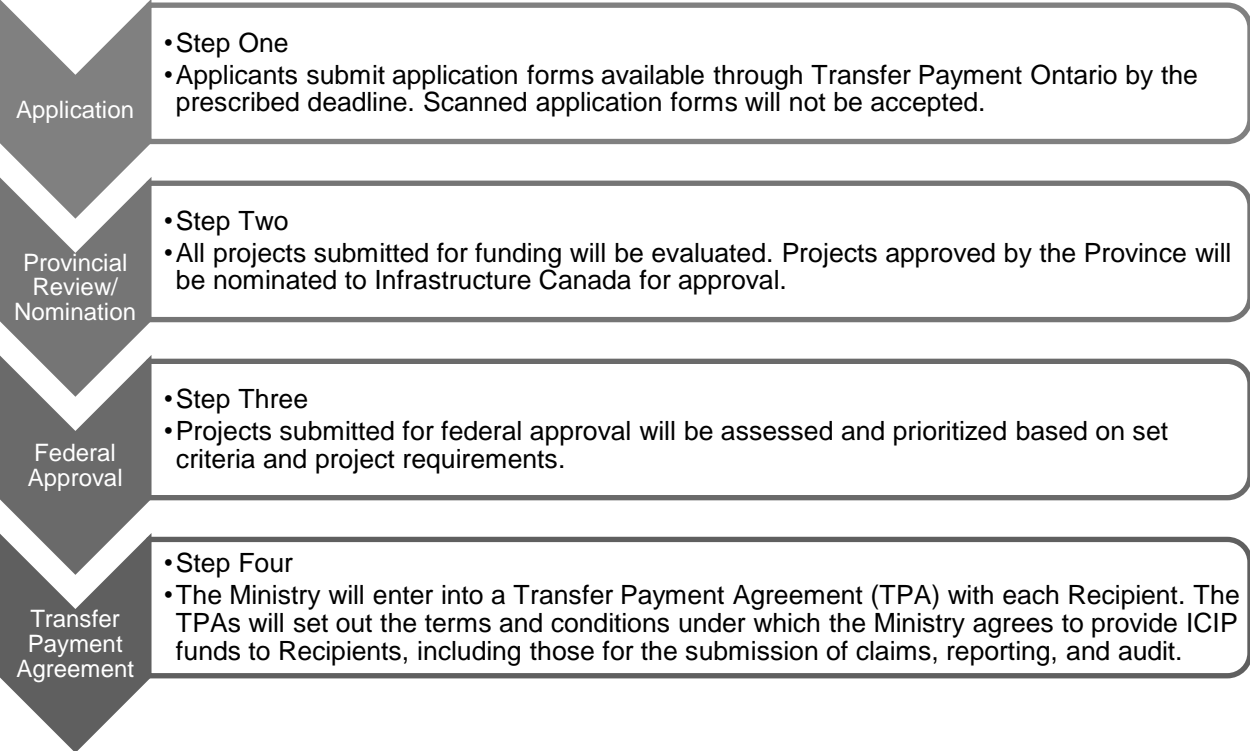 Application
•Step One
•Applicants submit application forms available through Transfer Payment Ontario by the
prescribed deadline. Scanned application forms will not be accepted.
Provincial
Review/
Nomination
•Step Two
•All projects submitted for funding will be evaluated. Projects approved by the Province will
be nominated to Infrastructure Canada for approval.
Federal
Approval
•Step Three
•Projects submitted for federal approval will be assessed and prioritized based on set
criteria and project requirements.
Transfer
Payment
Agreement
•Step Four
•The Ministry will enter into a Transfer Payment Agreement (TPA) with each Recipient. The
TPAs will set out the terms and conditions under which the Ministry agrees to provide ICIP
funds to Recipients, including those for the submission of claims, reporting, and audit.